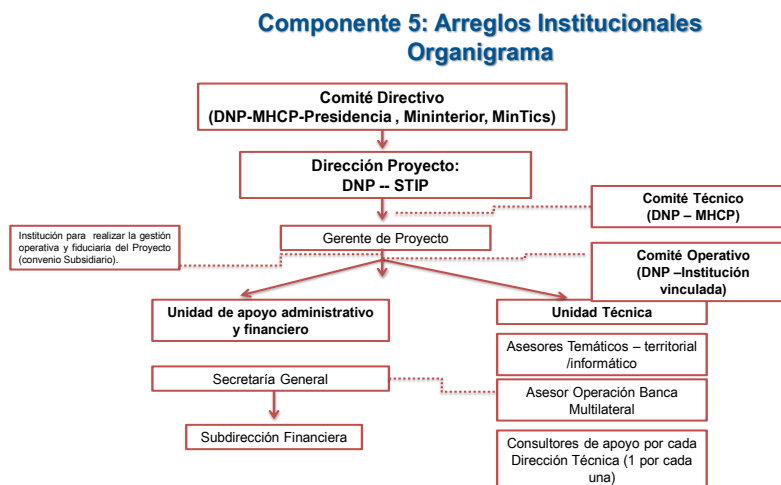 Componente 5: Arreglos Institucionales
Organigrama
Comité Directivo
(DNP-MHCP-Presidencia , Mininterior, MinTics)
Dirección Proyecto:
DNP -- STIP
Comité Técnico
(DNP – MHCP)
Institución para realizar la gestión
operativa y fiduciaria del Proyecto
(convenio Subsidiario).
Gerente de Proyecto
Comité Operativo
(DNP –Institución
vinculada)
Unidad de apoyo administrativo
y financiero
Unidad Técnica
Asesores Temáticos – territorial
/informático
Secretaría General
Asesor Operación Banca
Multilateral
Subdirección Financiera
Consultores de apoyo por cada
Dirección Técnica (1 por cada
una)